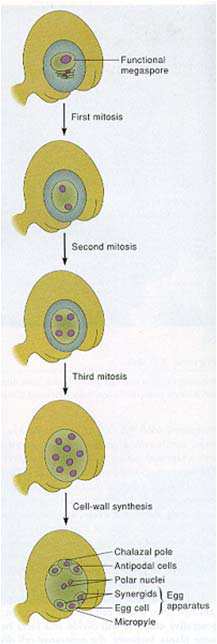 Functional
megaspore
First mitosis
Second mitosis
Third mitosis
Cell-wall synthesis
Chalazal pole
Antipodal cells
Polar nuclei
Synergids
Egg cell
Egg
apparatus
Micropyle